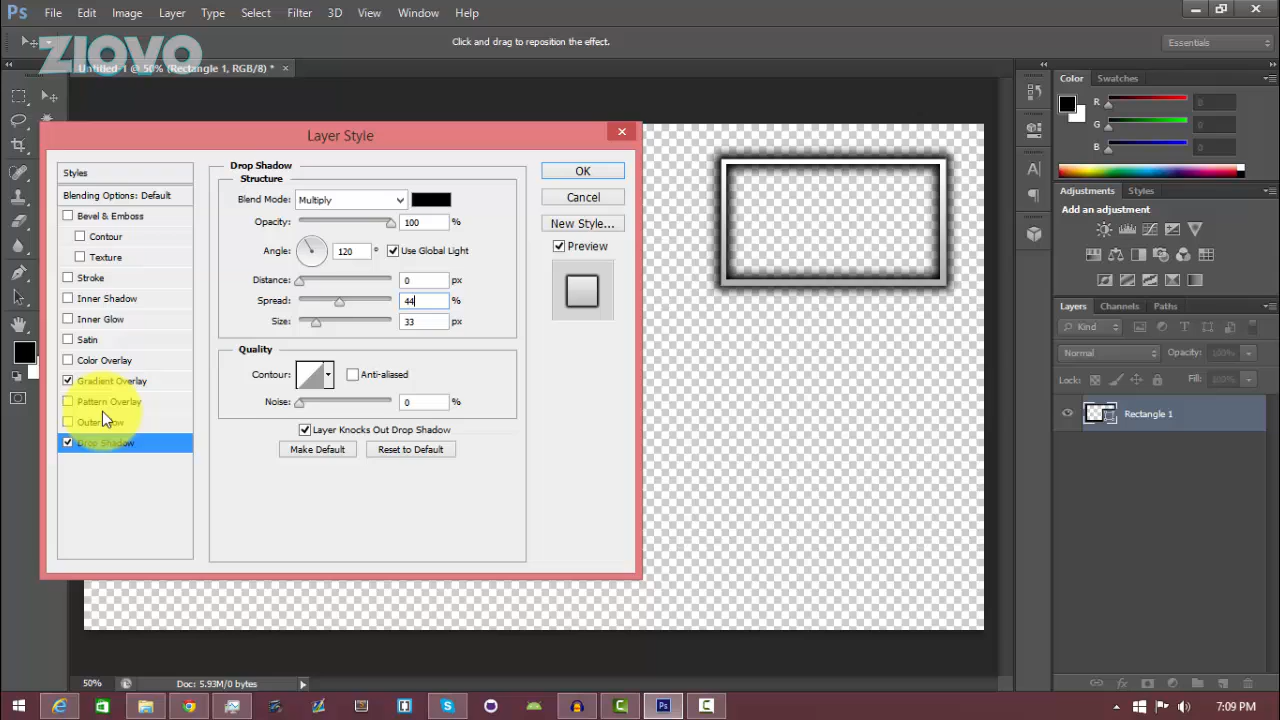 Ps File Edit Image Layer Type Select Filter 3D View Window Help
Click and drag to reposition the effect.
Essentials
ZIOVO
Untitled-1 @ 50% (Rectangle 1, RGB/8) *
Layer Style
Styles
Blending Options: Default
Bevel & Emboss
Contour
Texture
Stroke
Inner Shadow
Inner Glow
Satin
Color Overlay
Gradient Overlay
Pattern Overlay
Drop Shadow
Drop Shadow
Structure
Blend Mode: Multiply
Opacity: 100 %
Angle: 120 ° Use Global Light
Distance: 0 px
Spread: 44 %
Size: 33 px
Quality
Contour: Anti-aliased
Noise: 0 %
Layer Knocks Out Drop Shadow
Make Default Reset to Default
OK
Cancel
New Style...
Preview
Color Swatches
R 0
G 0
B 0
Adjustments Styles
Add an adjustment
Layers Channels Paths
Kind
Normal Opacity: 100%
Lock: Fill: 100%
Rectangle 1
50% Doc: 5.93M/0 bytes
7:09 PM